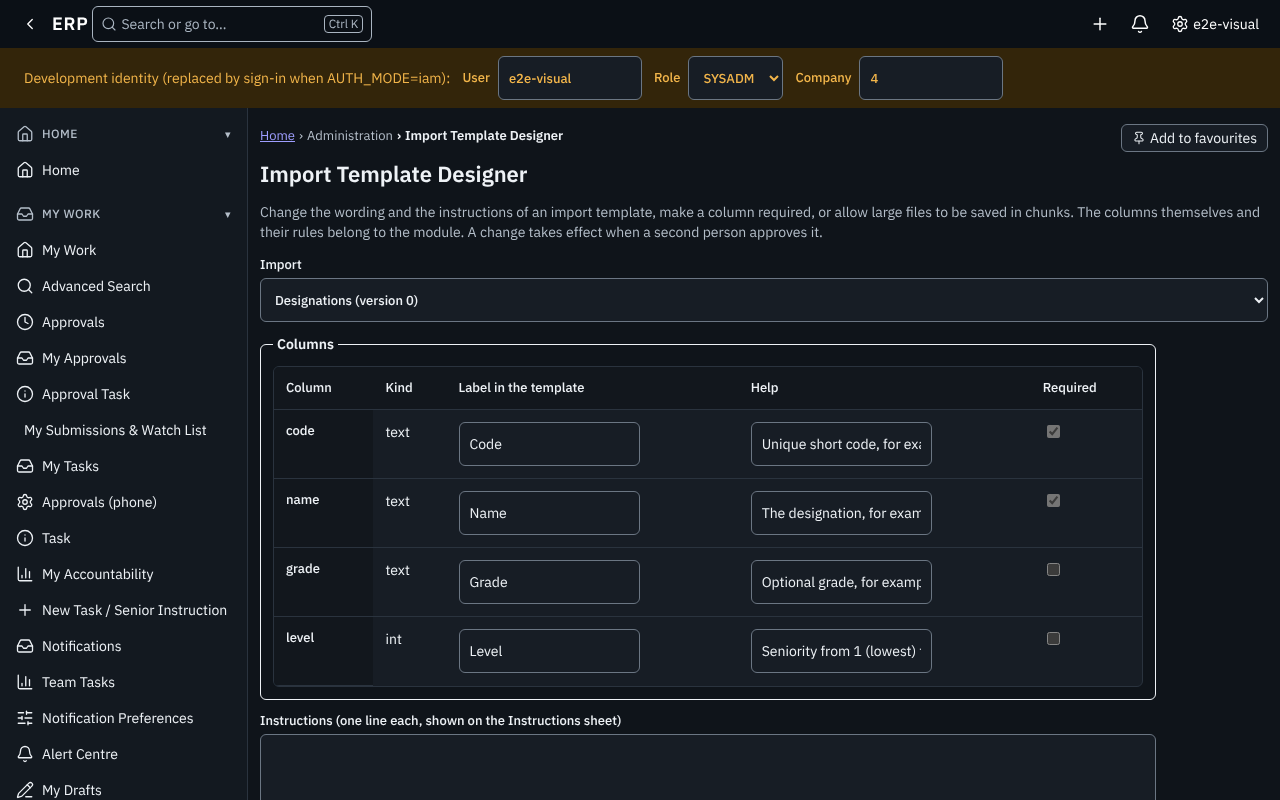 ERP
Search or go to...
Ctrl K
e2e-visual
Development identity (replaced by sign-in when AUTH_MODE=iam):
User
e2e-visual
Role
SYSADM
Company
4
HOME
Home
MY WORK
My Work
Advanced Search
Approvals
My Approvals
Approval Task
My Submissions & Watch List
My Tasks
Approvals (phone)
Task
My Accountability
New Task / Senior Instruction
Notifications
Team Tasks
Notification Preferences
Alert Centre
My Drafts
Home › Administration › Import Template Designer
Add to favourites
Import Template Designer
Change the wording and the instructions of an import template, make a column required, or allow large files to be saved in chunks. The columns themselves and
their rules belong to the module. A change takes effect when a second person approves it.
Import
Designations (version 0)
Columns
Column Kind Label in the template Help Required
code text Code Unique short code, for exa
name text Name The designation, for exam
grade text Grade Optional grade, for examp
level int Level Seniority from 1 (lowest)
Instructions (one line each, shown on the Instructions sheet)